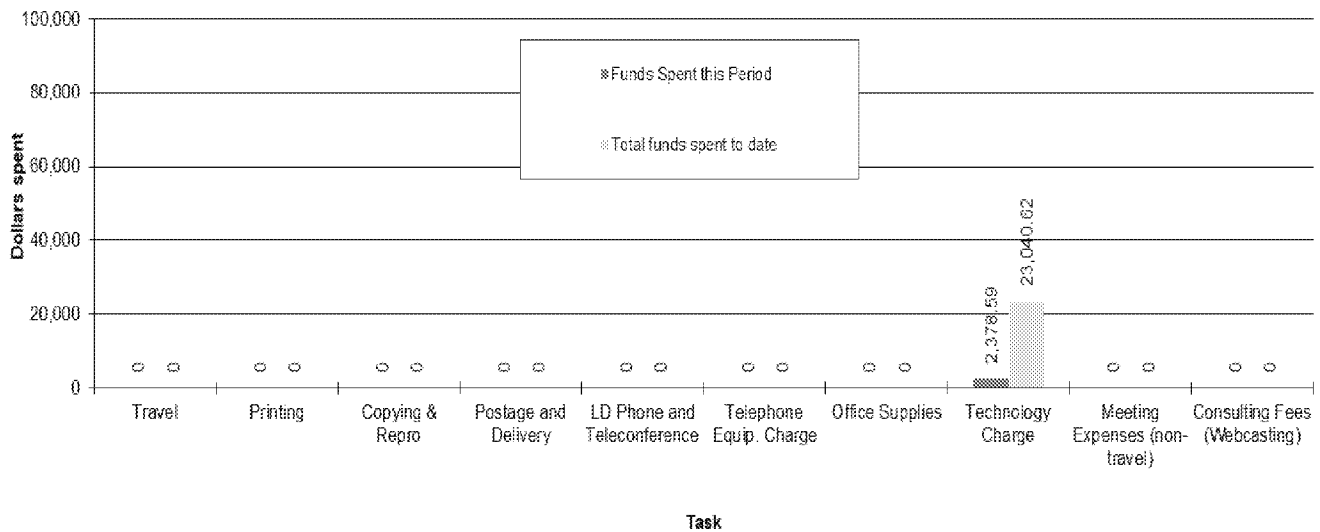 100,000
80,000
60,000
40,000
20,000
0
Dollars spent
Funds Spent this Period
Total funds spent to date
0 0 0 0 0 0 0 0 0 0 0 0 0 0 2,378.59 23,040.62 0 0 0 0
Travel
Printing
Copying &
Repro
Postage and
Delivery
LD Phone and
Teleconference
Telephone
Equip. Charge
Office Supplies
Technology
Charge
Meeting
Expenses (non-
travel)
Consulting Fees
(Webcasting)
Task